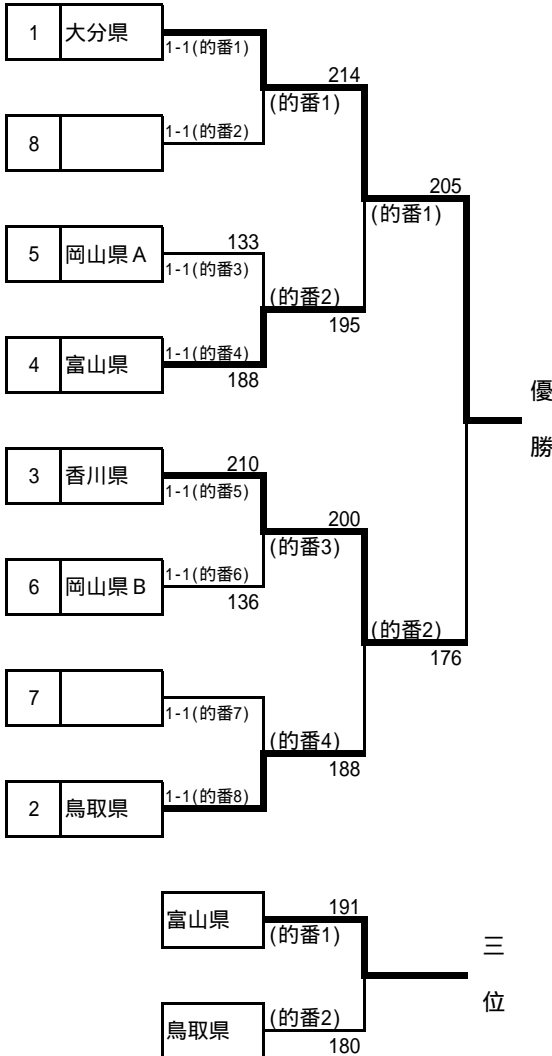 1 大分県
1-1(的番1)
214
(的番1)
8
1-1(的番2)
205
(的番1)
5 岡山県A
133
1-1(的番3)
(的番2)
195
4 富山県
1-1(的番4)
188
優勝
3 香川県
210
1-1(的番5)
200
(的番3)
6 岡山県B
1-1(的番6)
136
(的番2)
176
7
1-1(的番7)
(的番4)
188
2 鳥取県
1-1(的番8)
富山県
191
(的番1)
三位
鳥取県
(的番2)
180